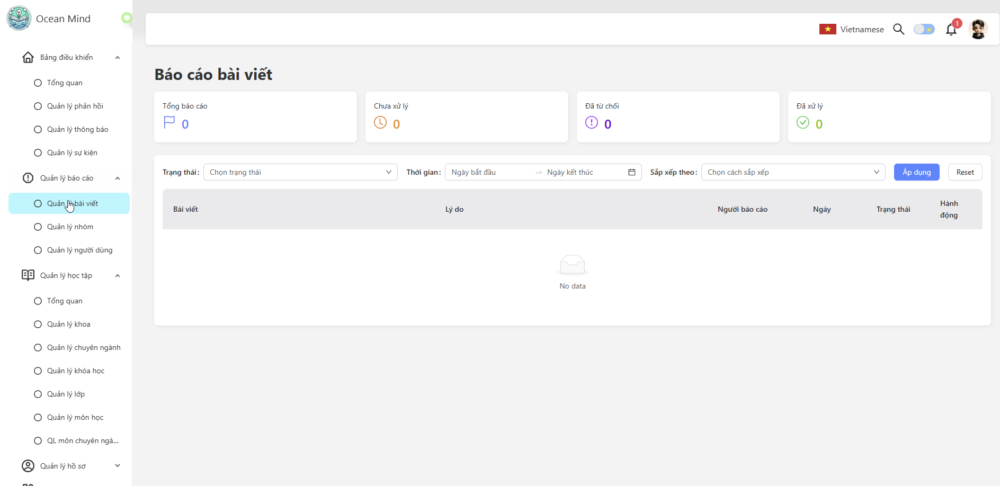 Ocean Mind
Vietnamese
1
Bảng điều khiển
Tổng quan
Quản lý phản hồi
Quản lý thông báo
Quản lý sự kiện
Quản lý báo cáo
Quản lý bài viết
Quản lý nhóm
Quản lý người dùng
Quản lý học tập
Tổng quan
Quản lý khoa
Quản lý chuyên ngành
Quản lý khóa học
Quản lý lớp
Quản lý môn học
QL môn chuyên ngà...
Quản lý hồ sơ
Báo cáo bài viết
Tổng báo cáo
0
Chưa xử lý
0
Đã từ chối
0
Đã xử lý
0
Trạng thái: Chọn trạng thái Thời gian: Ngày bắt đầu → Ngày kết thúc Sắp xếp theo: Chọn cách sắp xếp Áp dụng Reset
Bài viết Lý do Người báo cáo Ngày Trạng thái Hành
động
No data